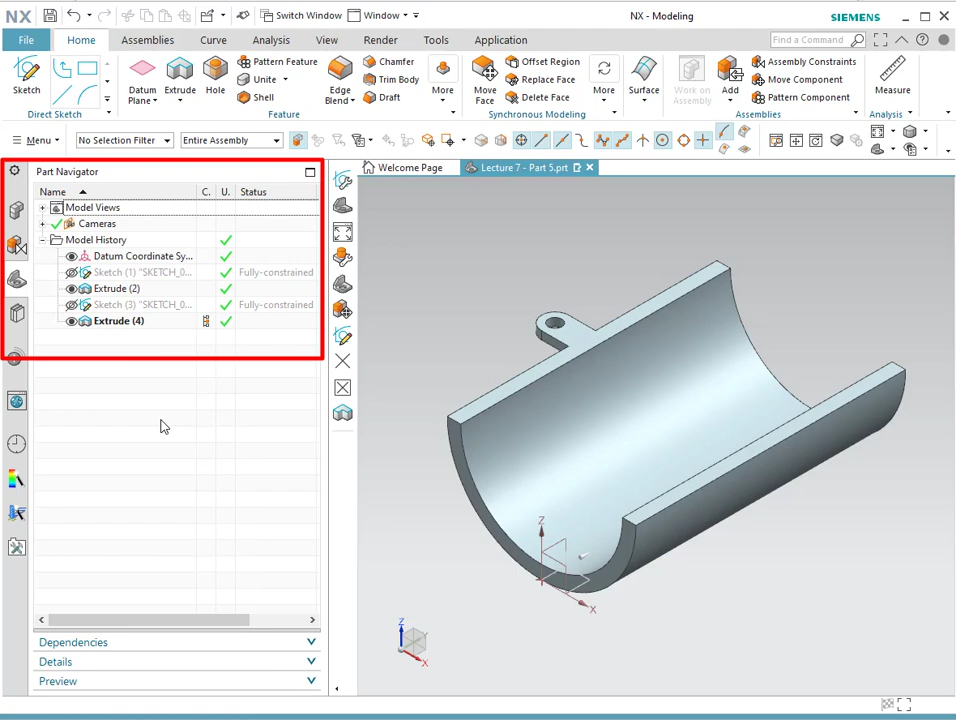 NX
Switch Window
Window
NX - Modeling
SIEMENS
File
Home
Assemblies
Curve
Analysis
View
Render
Tools
Application
Find a Command
Sketch
Direct Sketch
Datum
Plane
Extrude
Hole
Pattern Feature
Unite
Shell
Edge
Blend
Chamfer
Trim Body
Draft
More
Feature
Move
Face
Offset Region
Replace Face
Delete Face
More
Synchronous Modeling
Surface
Work on
Assembly
Add
Assembly Constraints
Move Component
Pattern Component
Assemblies
Measure
Analysis
Menu
No Selection Filter
Entire Assembly
Part Navigator
Name
C.
U.
Status
Model Views
Cameras
Model History
Datum Coordinate Sy...
Sketch (1) "SKETCH_0...
Fully-constrained
Extrude (2)
Sketch (3) "SKETCH_0...
Fully-constrained
Extrude (4)
Dependencies
Details
Preview
Welcome Page
Lecture 7 - Part 5.prt
Z
X
Z
Y
X